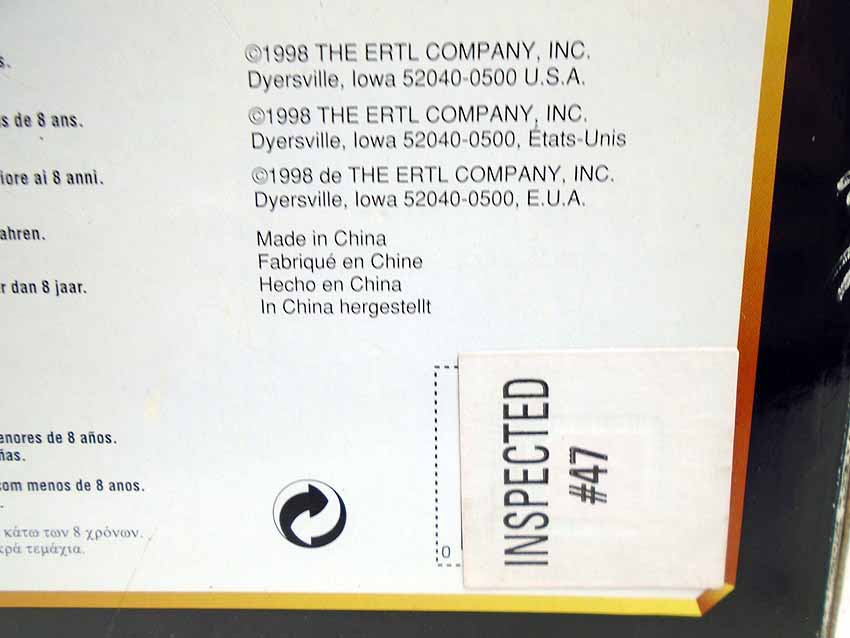 s.
s de 8 ans.
iore ai 8 anni.
ahren.
r dan 8 jaar.
enores de 8 años.
ñas.
com menos de 8 anos.
κάτω των 8 χρόνων.
κρά τεμάχια.
©1998 THE ERTL COMPANY, INC.
Dyersville, Iowa 52040-0500 U.S.A.
©1998 THE ERTL COMPANY, INC.
Dyersville, Iowa 52040-0500, États-Unis
©1998 de THE ERTL COMPANY, INC.
Dyersville, Iowa 52040-0500, E.U.A.
Made in China
Fabriqué en Chine
Hecho en China
In China hergestellt
0
INSPECTED
#47